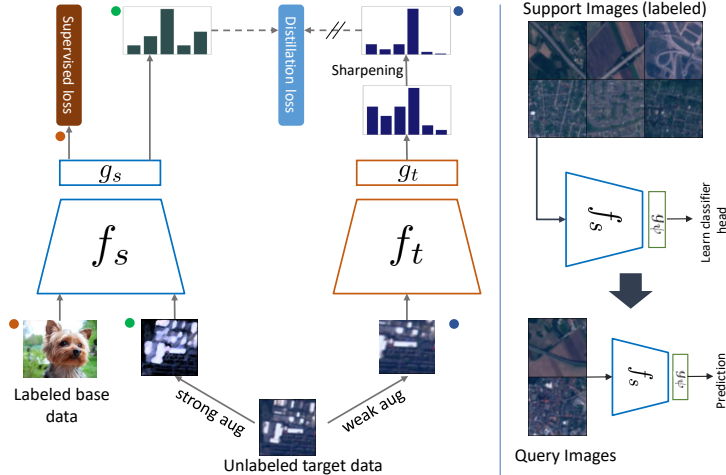 Supervised loss
Distillation loss
Sharpening
g_s
g_t
f_s
f_t
Labeled base
data
strong aug
weak aug
Unlabeled target data
Support Images (labeled)
f_s
g_ψ
Learn classifier
head
f_s
g_ψ
Prediction
Query Images